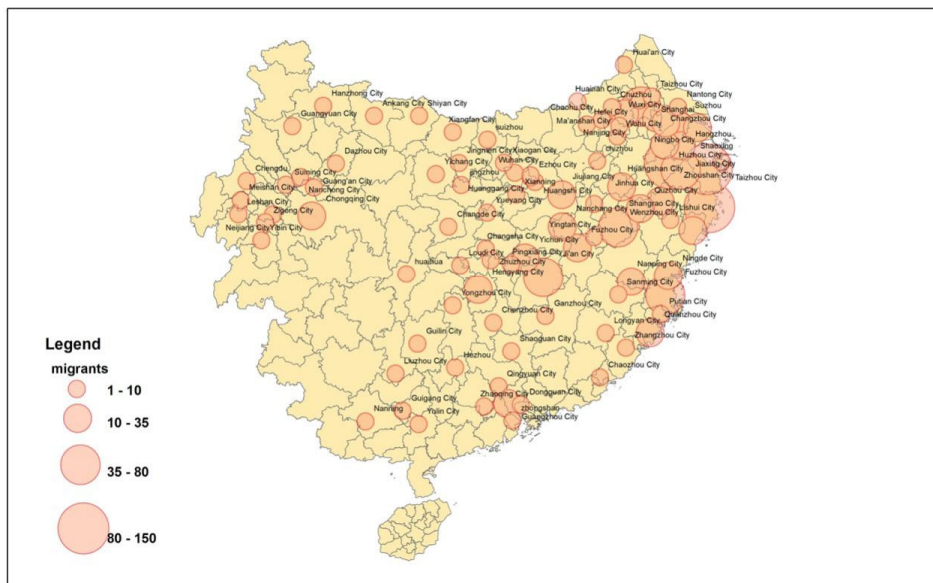 Huai'an City
Hanzhong City
Ankang City
Shiyan City
Guangyuan City
Xiangfan City
suizhou
Huainan City
Chuzhou
Taizhou City
Nantong City
Chaohu City
Hefei City
Wuxi City
Suzhou
Shanghai
Ma'anshan City
Wuhu City
Changzhou City
Nanjing City
Ningbo City
Hangzhou
Shaoxing
Huzhou City
Jiaxing City
chizhou
Huangshan City
Zhoushan City
Taizhou City
Dazhou City
Jingmen City
Xiaogan City
Yichang City
Wuhan City
Ezhou City
jingzhou
Xianning
Jiujiang City
Jinhua City
Quzhou City
Huanggang City
Huangshi City
Chengdu
Suining City
Guang'an City
Meishan City
Nanchong City
Chongqing City
Leshan City
Zigong City
Neijiang City
Yibin City
Yueyang City
Nanchang City
Shangrao City
Wenzhou City
Lishui City
Changde City
Yingtan City
Fuzhou City
Changsha City
Yichun City
Pingxiang City
Ji'an City
Loudi City
Zhuzhou City
Hengyang City
huaihua
Ningde City
Nanping City
Fuzhou City
Sanming City
Yongzhou City
Chenzhou City
Ganzhou City
Putian City
Quanzhou City
Longyan City
Zhangzhou City
Guilin City
Shaoguan City
Liuzhou City
Hezhou
Chaozhou City
Qingyuan City
Zhaoqing City
Dongguan City
Guigang City
zhongshan
Nanning
Yulin City
Guangzhou City
Legend
migrants
1 - 10
10 - 35
35 - 80
80 - 150